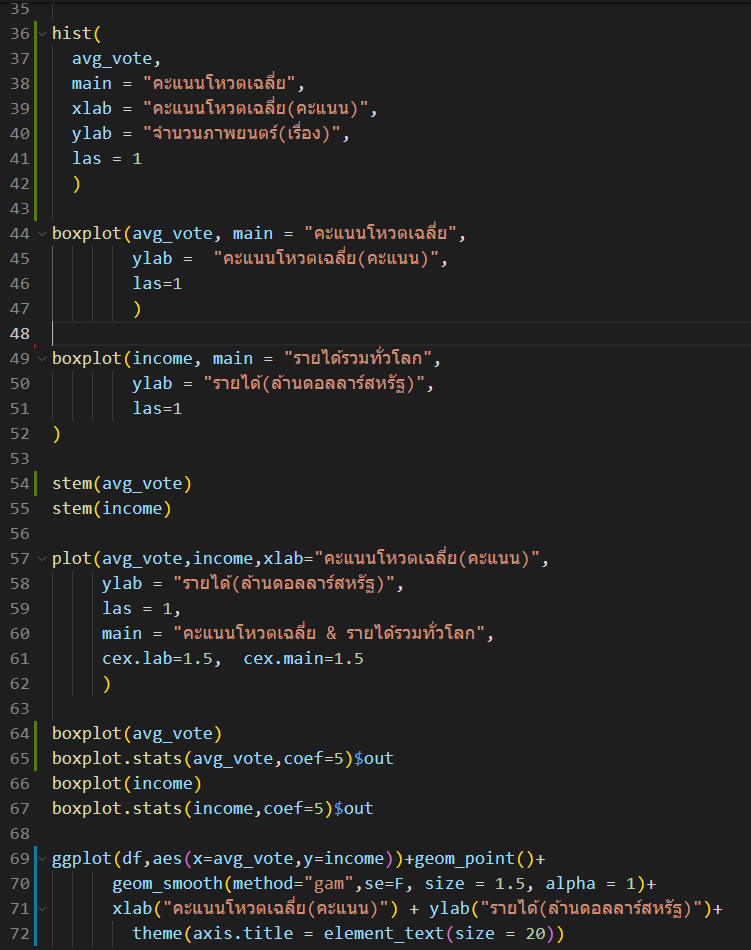 35
36 hist(
37   avg_vote,
38   main = "คะแนนโหวตเฉลี่ย",
39   xlab = "คะแนนโหวตเฉลี่ย(คะแนน)",
40   ylab = "จำนวนภาพยนตร์(เรื่อง)",
41   las = 1
42   )
43
44 boxplot(avg_vote, main = "คะแนนโหวตเฉลี่ย",
45         ylab =  "คะแนนโหวตเฉลี่ย(คะแนน)",
46         las=1
47         )
48
49 boxplot(income, main = "รายได้รวมทั่วโลก",
50         ylab = "รายได้(ล้านดอลลาร์สหรัฐ)",
51         las=1
52 )
53
54 stem(avg_vote)
55 stem(income)
56
57 plot(avg_vote,income,xlab="คะแนนโหวตเฉลี่ย(คะแนน)",
58      ylab = "รายได้(ล้านดอลลาร์สหรัฐ)",
59      las = 1,
60      main = "คะแนนโหวตเฉลี่ย & รายได้รวมทั่วโลก",
61      cex.lab=1.5,  cex.main=1.5
62      )
63
64 boxplot(avg_vote)
65 boxplot.stats(avg_vote,coef=5)$out
66 boxplot(income)
67 boxplot.stats(income,coef=5)$out
68
69 ggplot(df,aes(x=avg_vote,y=income))+geom_point()+
70       geom_smooth(method="gam",se=F, size = 1.5, alpha = 1)+
71       xlab("คะแนนโหวตเฉลี่ย(คะแนน)") + ylab("รายได้(ล้านดอลลาร์สหรัฐ)")+
72         theme(axis.title = element_text(size = 20))